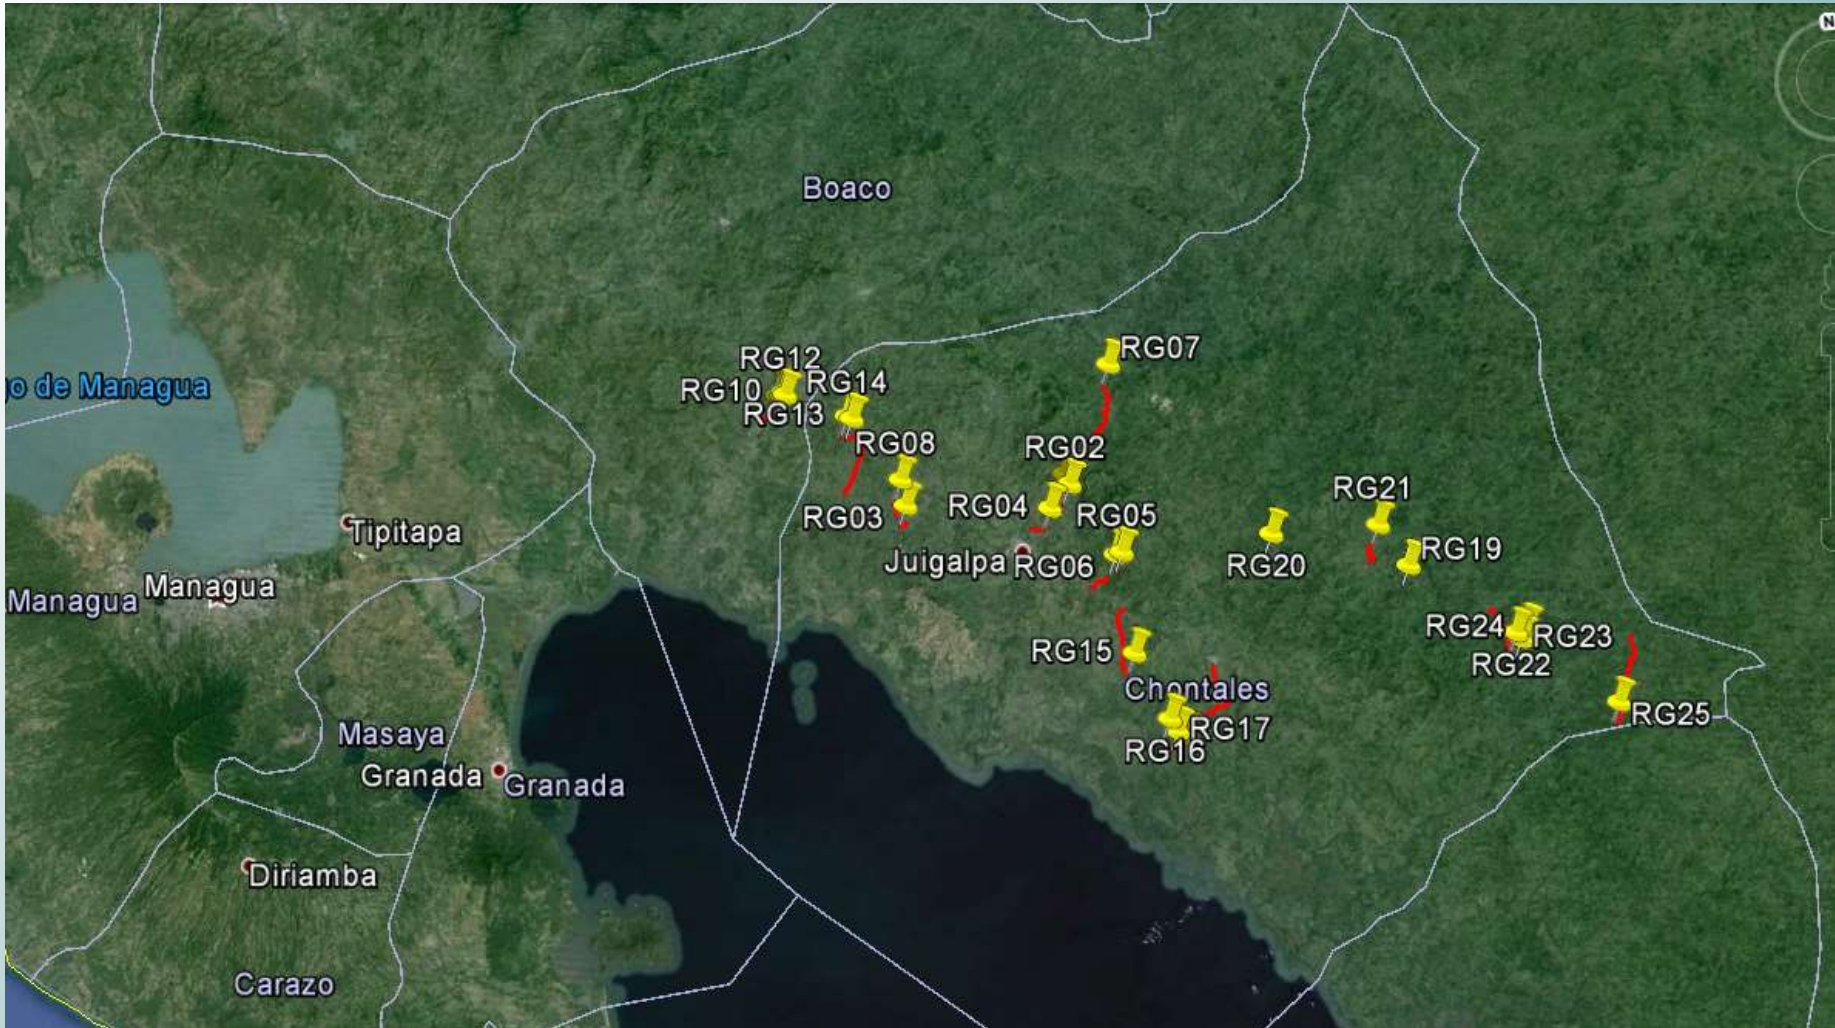 N
Boaco
RG07
RG12
RG14
RG10
go de Managua
RG13
RG08
RG02
RG21
RG04
RG05
RG03
Tipitapa
RG19
Juigalpa
RG06
RG20
Managua
Managua
RG24
RG23
RG15
RG22
Chontales
RG25
RG17
Masaya
RG16
Granada
Granada
Diriamba
Carazo